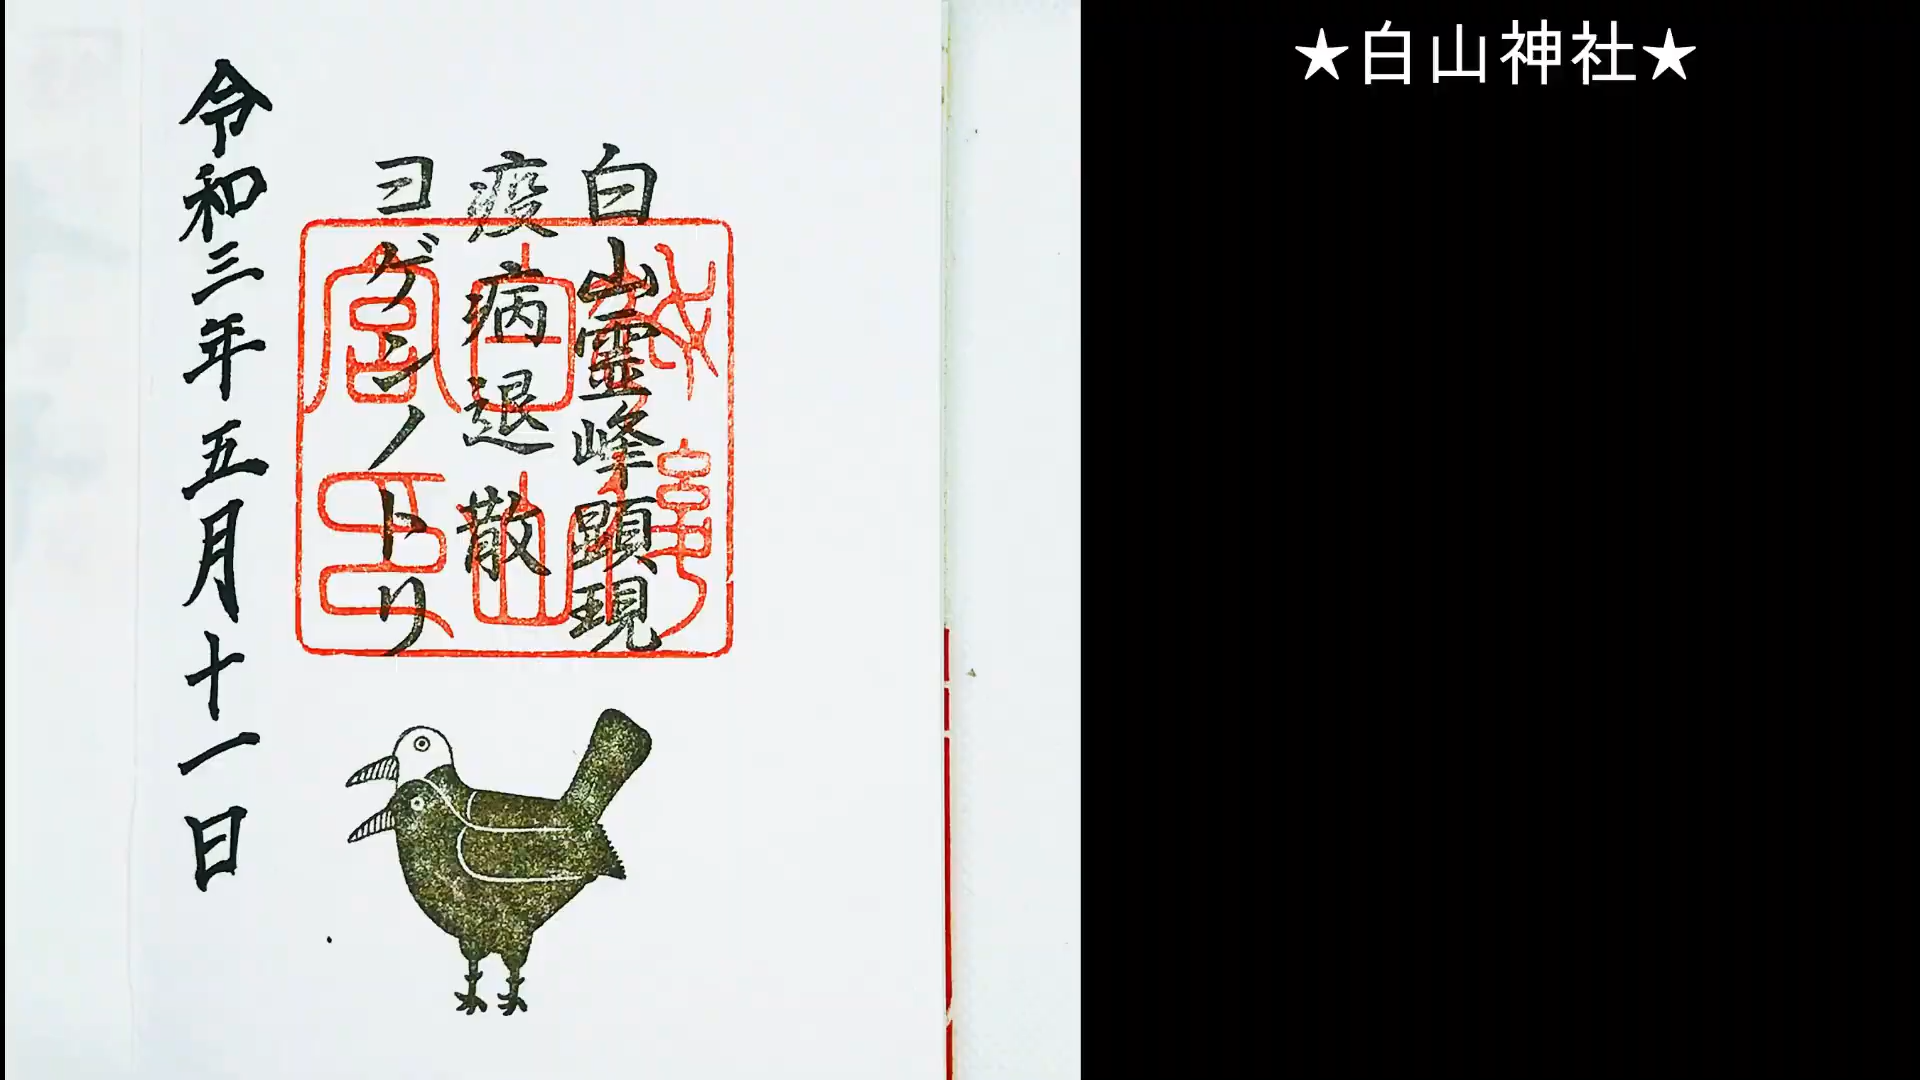 ★白山神社★
白山霊峰顕現
疫病退散
ヨゲンノトリ
令和三年五月十一日